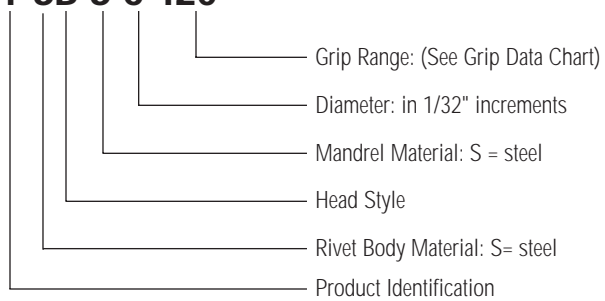 Grip Range: (See Grip Data Chart)
Diameter: in 1/32" increments
Mandrel Material: S = steel
Head Style
Rivet Body Material: S= steel
Product Identification